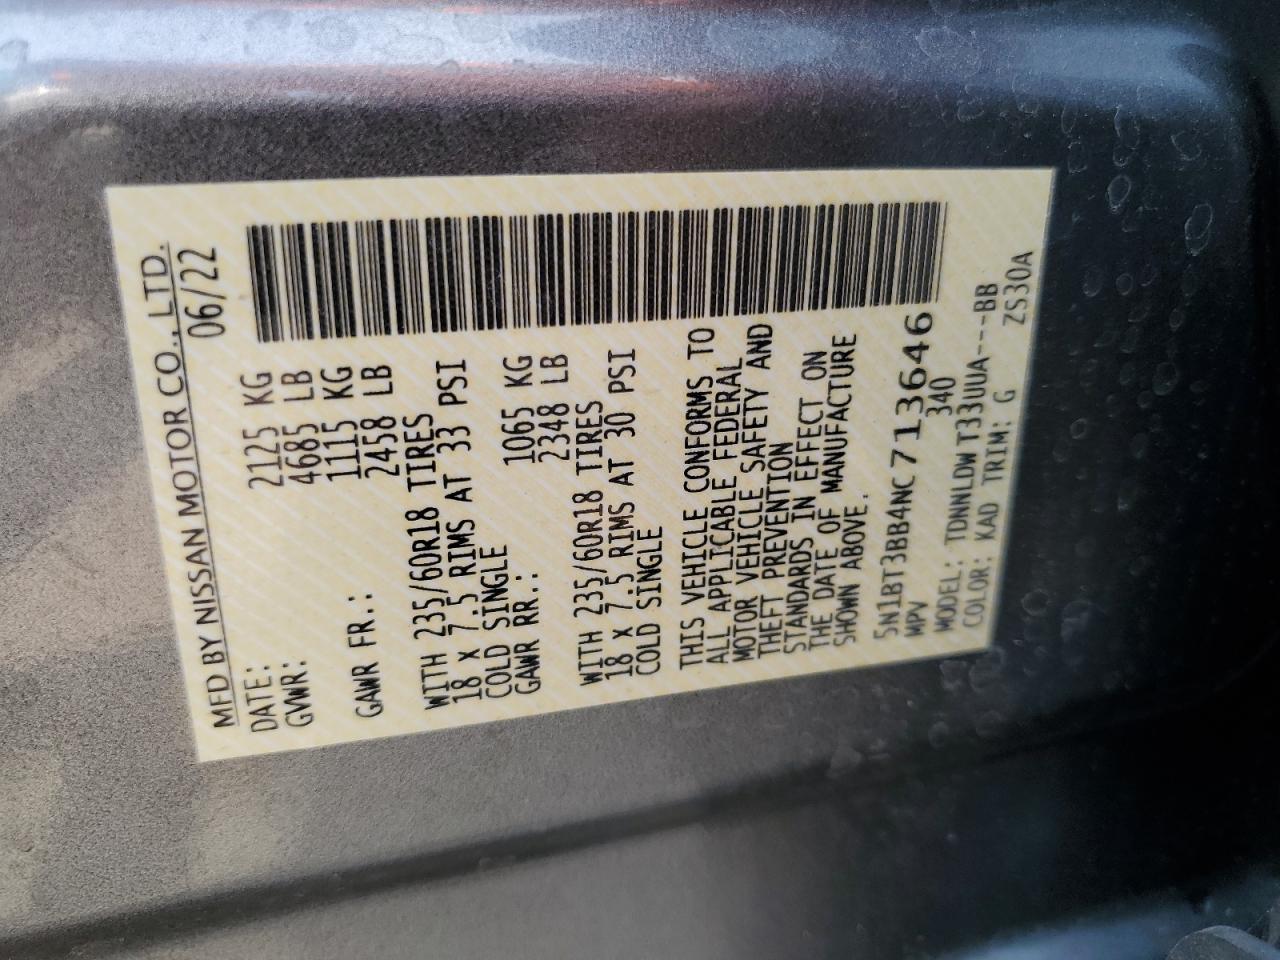 MFD BY NISSAN MOTOR CO., LTD.
DATE: 06/22
GVWR: 2125 KG
4685 LB
GAWR FR.: 1115 KG
2458 LB
WITH 235/60R18 TIRES
18 X 7.5 RIMS AT 33 PSI
COLD SINGLE
GAWR RR.: 1065 KG
2348 LB
WITH 235/60R18 TIRES
18 X 7.5 RIMS AT 30 PSI
COLD SINGLE
THIS VEHICLE CONFORMS TO
ALL APPLICABLE FEDERAL
MOTOR VEHICLE SAFETY AND
THEFT PREVENTION
STANDARDS IN EFFECT ON
THE DATE OF MANUFACTURE
SHOWN ABOVE.
5N1BT3BB4NC713646
MPV 340
MODEL: TDNNLDW T33UUA---BB
COLOR: KAD TRIM: G ZS30A